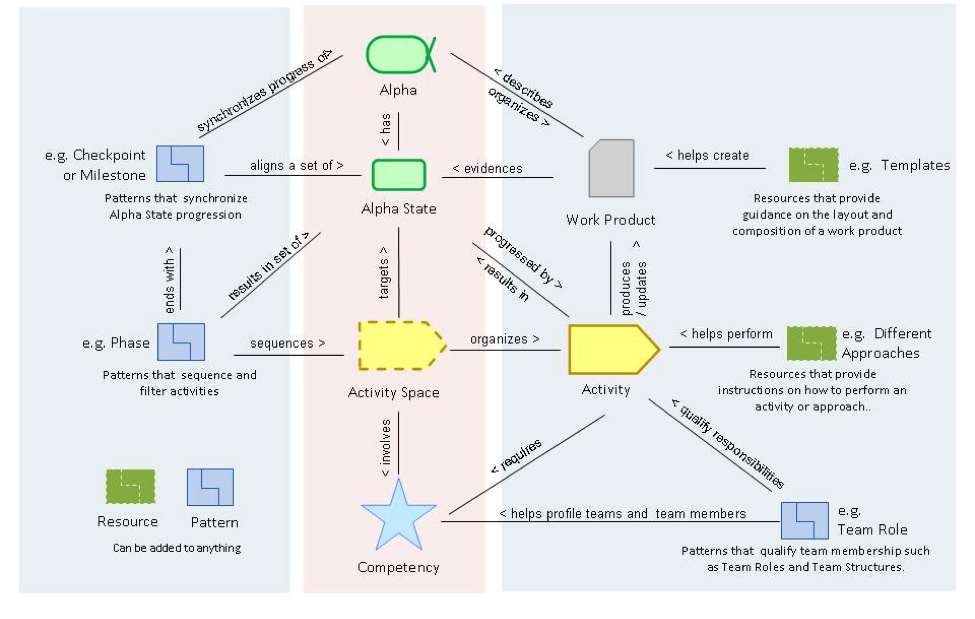 synchronizes progress of>
Alpha
< describes
organizes >
< has
e.g. Checkpoint
or Milestone
Patterns that synchronize
Alpha State progression
aligns a set of >
Alpha State
< evidences
Work Product
< helps create
e.g. Templates
Resources that provide
guidance on the layout and
composition of a work product
ends with >
results in set of >
targets >
progressed by >
< results in
produces >
/ updates
e.g. Phase
Patterns that sequence and
filter activities
sequences >
Activity Space
organizes >
Activity
< helps perform
e.g. Different
Approaches
Resources that provide
instructions on how to perform an
activity or approach..
< involves
< requires
< qualify responsibilities
Resource
Pattern
Can be added to anything
Competency
< helps profile teams and team members
e.g.
Team Role
Patterns that qualify team membership such
as Team Roles and Team Structures.